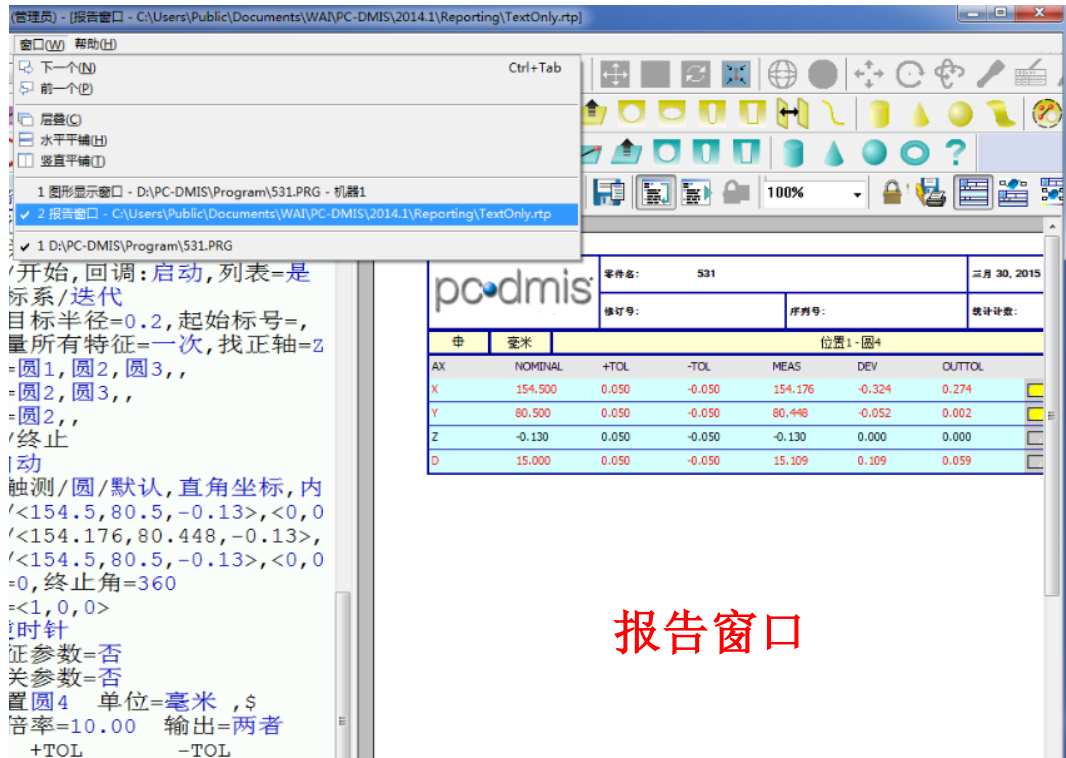 (管理员) - [报告窗口 - C:\Users\Public\Documents\WAI\PC-DMIS\2014.1\Reporting\TextOnly.rtp]
窗口(W) 帮助(H)
下一个(N) Ctrl+Tab
前一个(P)
层叠(C)
水平平铺(H)
竖直平铺(T)
1 图形显示窗口 - D:\PC-DMIS\Program\531.PRG - 机器1
2 报告窗口 - C:\Users\Public\Documents\WAI\PC-DMIS\2014.1\Reporting\TextOnly.rtp
1 D:\PC-DMIS\Program\531.PRG
100%
/开始,回调:启动,列表=是
标系/迭代
目标半径=0.2,起始标号=,
量所有特征=一次,找正轴=Z
=圆1,圆2,圆3,,
=圆2,圆3,,
=圆2,,
/终止
动
触测/圆/默认,直角坐标,内
/<154.5,80.5,-0.13>,<0,0
/<154.176,80.448,-0.13>,
/<154.5,80.5,-0.13>,<0,0
=0,终止角=360
=<1,0,0>
时针
征参数=否
关参数=否
置圆4 单位=毫米 ,$
倍率=10.00 输出=两者
+TOL -TOL
pc•dmis 零件名: 531 三月 30, 2015
修订号: 序列号: 统计计数:
毫米 位置1 - 圆4
AX NOMINAL +TOL -TOL MEAS DEV OUTTOL
X 154.500 0.050 -0.050 154.176 -0.324 0.274
Y 80.500 0.050 -0.050 80.448 -0.052 0.002
Z -0.130 0.050 -0.050 -0.130 0.000 0.000
D 15.000 0.050 -0.050 15.109 0.109 0.059
报告窗口